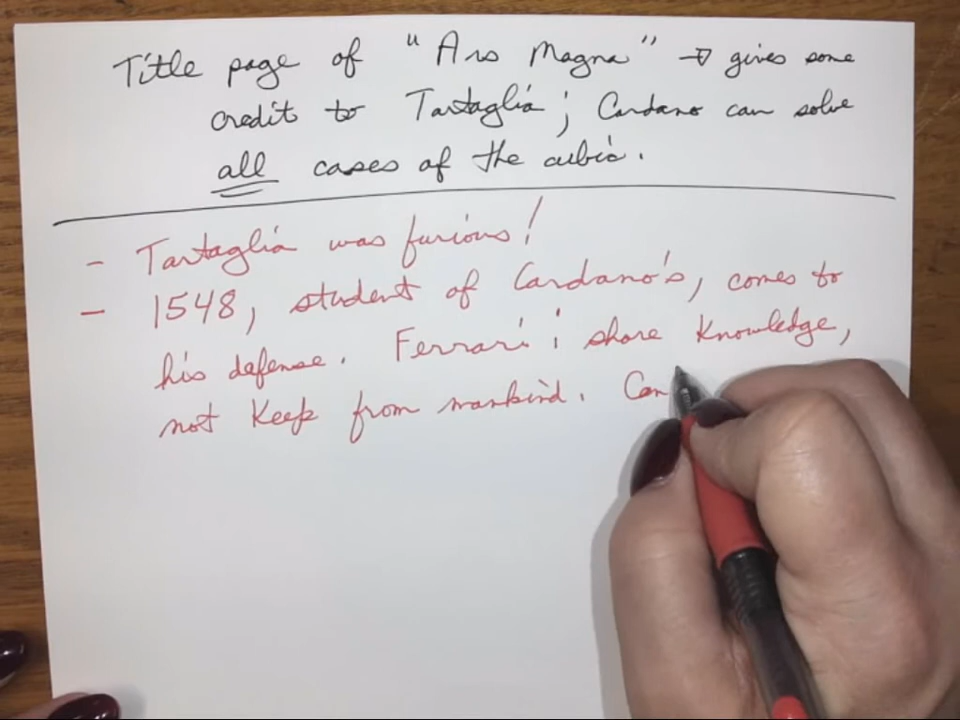 Title page of "Ars Magna" → gives some
credit to Tartaglia; Cardano can solve
all cases of the cubic.
- Tartaglia was furious!
- 1548, student of Cardano's, comes to
his defense. Ferrari; share knowledge,
not keep from mankind. Can